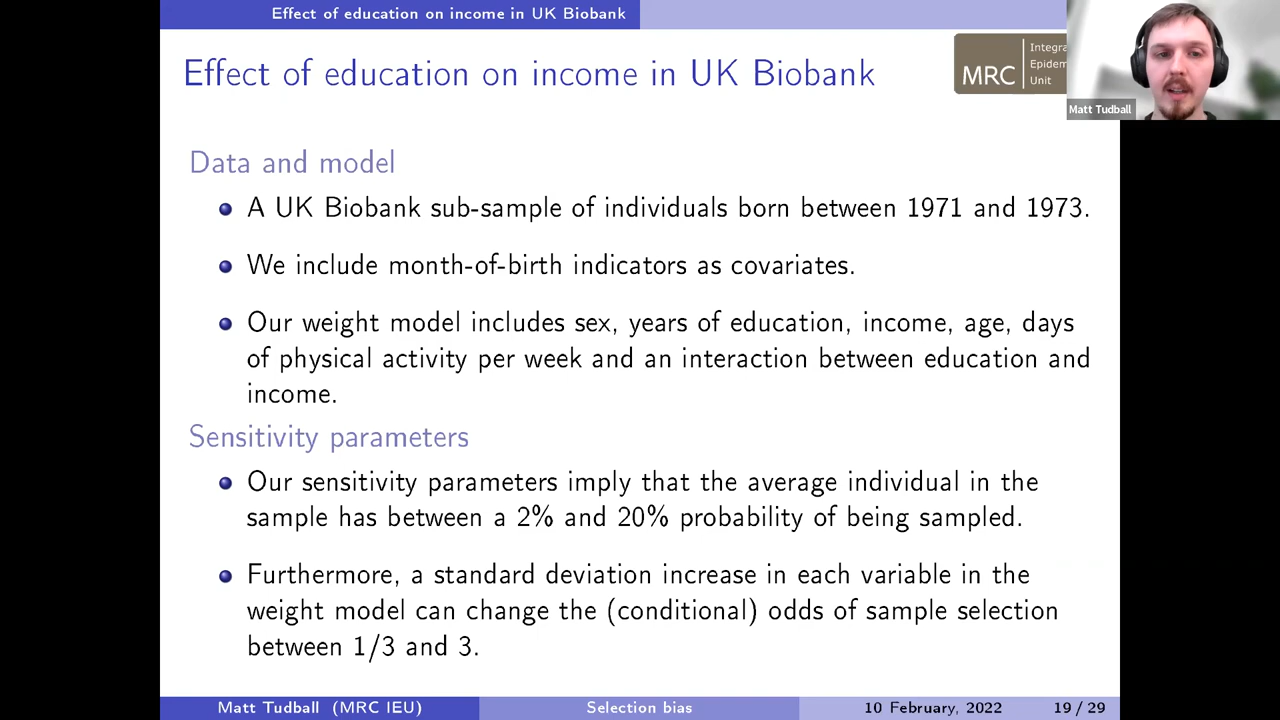 Effect of education on income in UK Biobank
Effect of education on income in UK Biobank
MRC
Integra
Epidem
Unit
Matt Tudball
Data and model
A UK Biobank sub-sample of individuals born between 1971 and 1973.
We include month-of-birth indicators as covariates.
Our weight model includes sex, years of education, income, age, days
of physical activity per week and an interaction between education and
income.
Sensitivity parameters
Our sensitivity parameters imply that the average individual in the
sample has between a 2% and 20% probability of being sampled.
Furthermore, a standard deviation increase in each variable in the
weight model can change the (conditional) odds of sample selection
between 1/3 and 3.
Matt Tudball (MRC IEU)
Selection bias
10 February, 2022
19 / 29